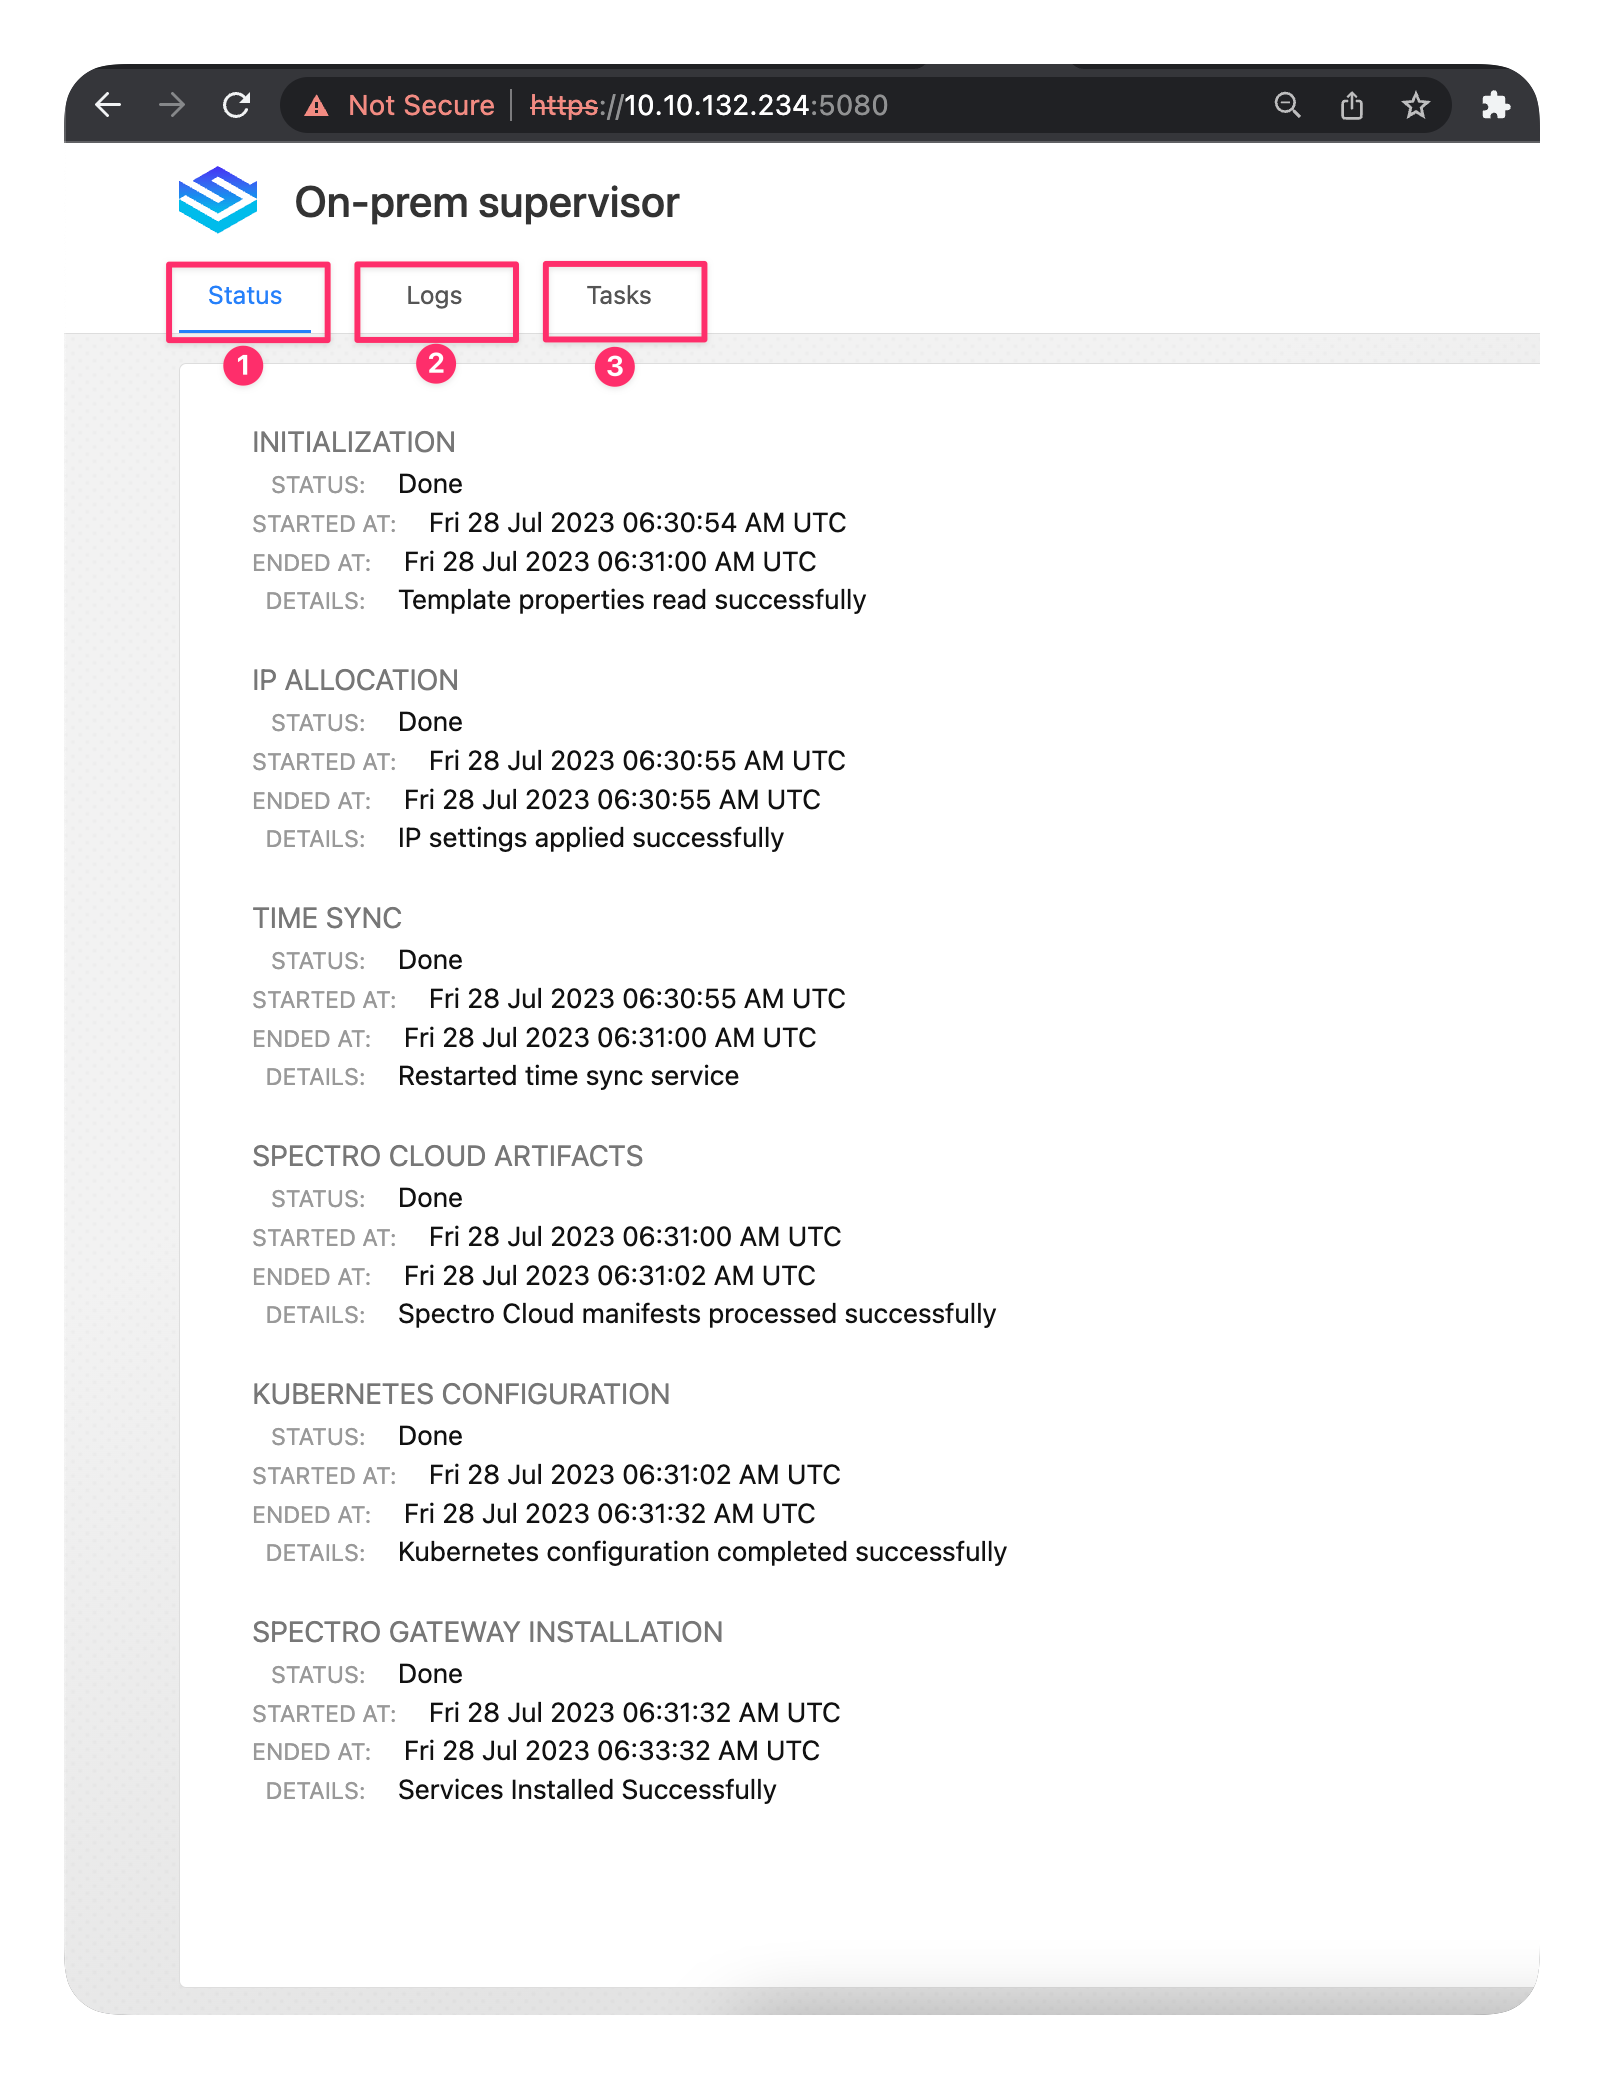 Not Secure https://10.10.132.234:5080
On-prem supervisor
Status Logs Tasks
1 2 3
INITIALIZATION
STATUS: Done
STARTED AT: Fri 28 Jul 2023 06:30:54 AM UTC
ENDED AT: Fri 28 Jul 2023 06:31:00 AM UTC
DETAILS: Template properties read successfully
IP ALLOCATION
STATUS: Done
STARTED AT: Fri 28 Jul 2023 06:30:55 AM UTC
ENDED AT: Fri 28 Jul 2023 06:30:55 AM UTC
DETAILS: IP settings applied successfully
TIME SYNC
STATUS: Done
STARTED AT: Fri 28 Jul 2023 06:30:55 AM UTC
ENDED AT: Fri 28 Jul 2023 06:31:00 AM UTC
DETAILS: Restarted time sync service
SPECTRO CLOUD ARTIFACTS
STATUS: Done
STARTED AT: Fri 28 Jul 2023 06:31:00 AM UTC
ENDED AT: Fri 28 Jul 2023 06:31:02 AM UTC
DETAILS: Spectro Cloud manifests processed successfully
KUBERNETES CONFIGURATION
STATUS: Done
STARTED AT: Fri 28 Jul 2023 06:31:02 AM UTC
ENDED AT: Fri 28 Jul 2023 06:31:32 AM UTC
DETAILS: Kubernetes configuration completed successfully
SPECTRO GATEWAY INSTALLATION
STATUS: Done
STARTED AT: Fri 28 Jul 2023 06:31:32 AM UTC
ENDED AT: Fri 28 Jul 2023 06:33:32 AM UTC
DETAILS: Services Installed Successfully